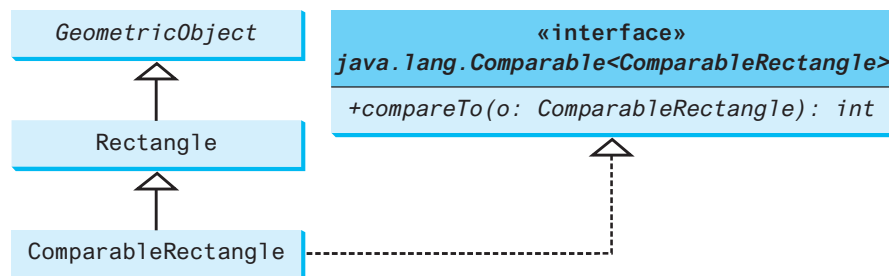 GeometricObject
Rectangle
ComparableRectangle
«interface»
java.lang.Comparable<ComparableRectangle>
+compareTo(o: ComparableRectangle): int